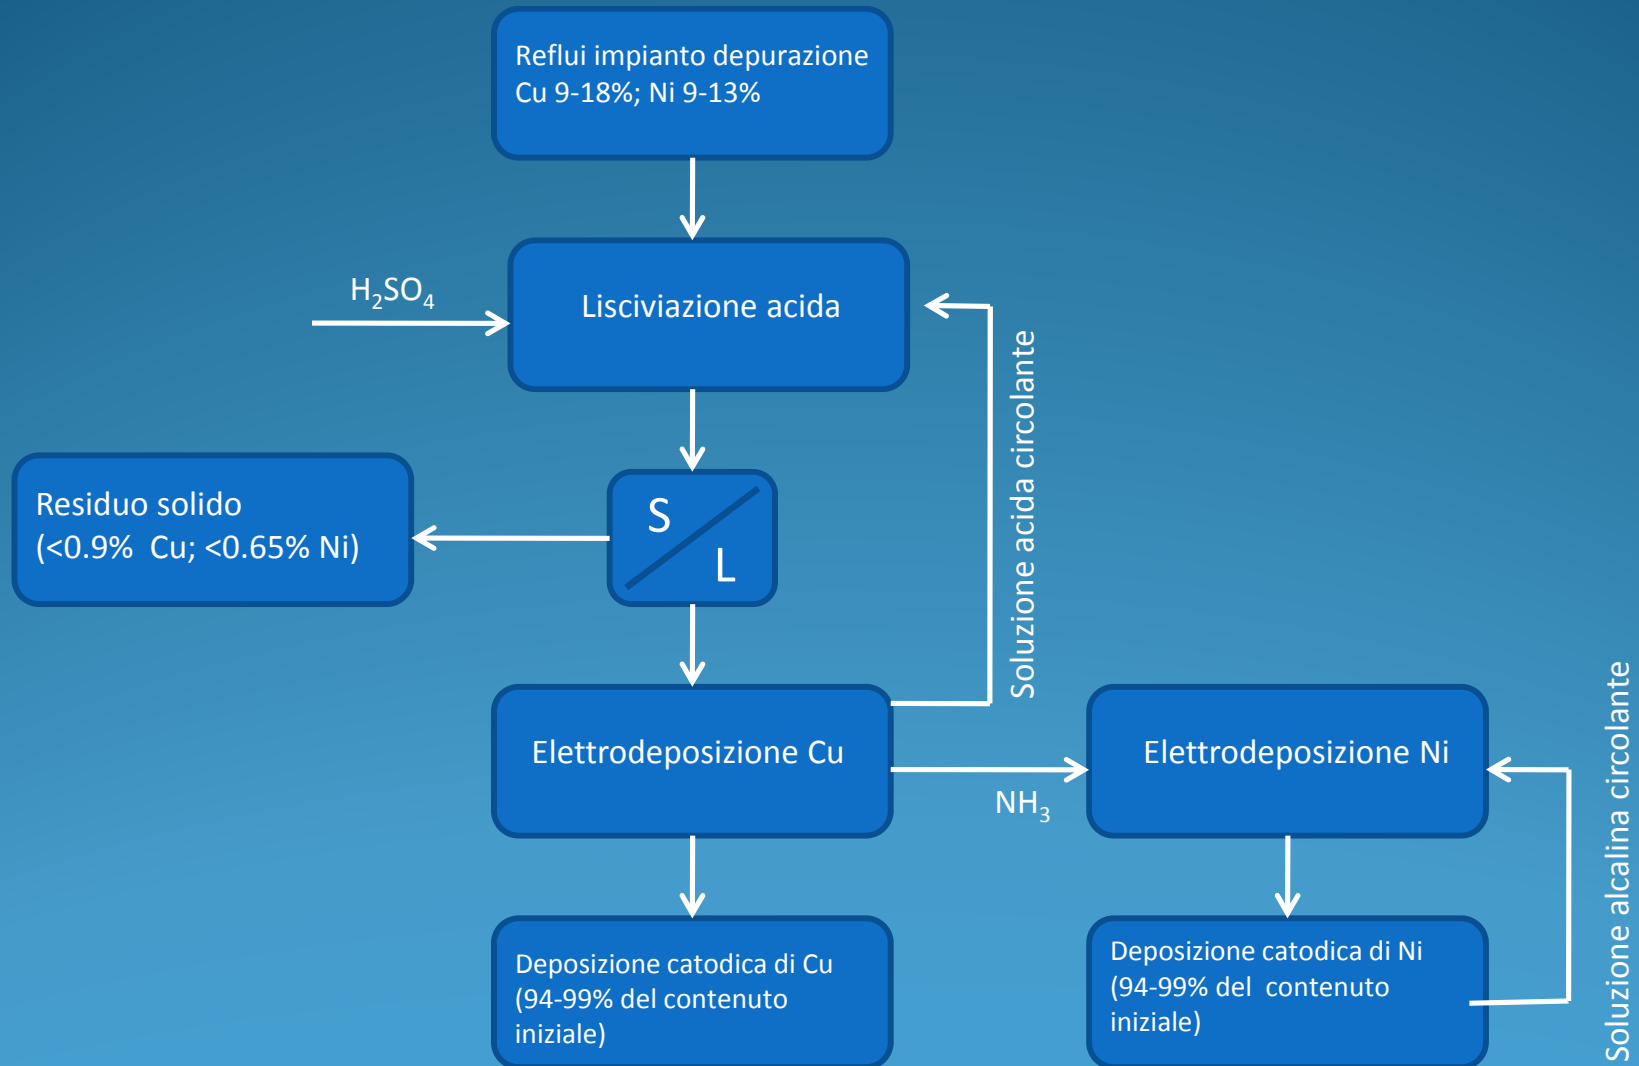 Reflui impianto depurazione
Cu 9-18%; Ni 9-13%
H₂SO₄
Lisciviazione acida
Soluzione acida circolante
Residuo solido
(<0.9%  Cu; <0.65% Ni)
S
L
Elettrodeposizione Cu
NH₃
Elettrodeposizione Ni
Soluzione alcalina circolante
Deposizione catodica di Cu
(94-99% del contenuto
iniziale)
Deposizione catodica di Ni
(94-99% del  contenuto
iniziale)